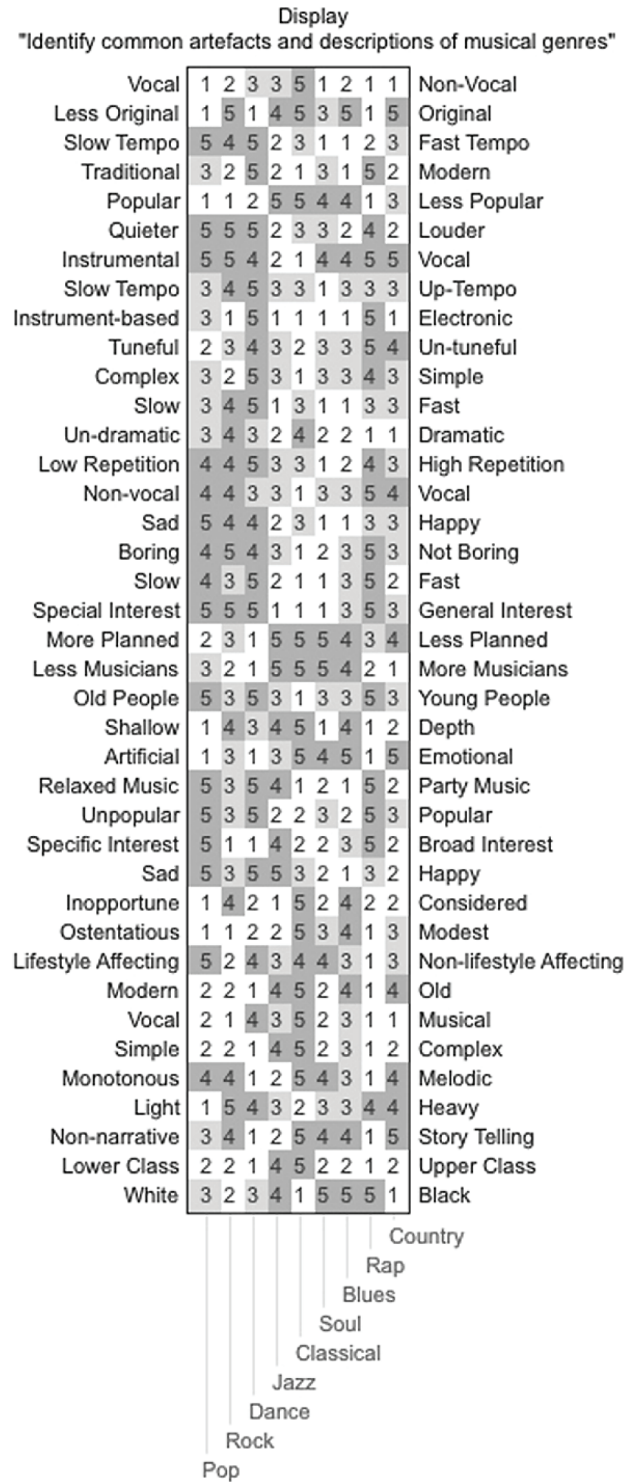 Display
"Identify common artefacts and descriptions of musical genres"
Vocal 1 2 3 3 5 1 2 1 1 Non-Vocal
Less Original 1 5 1 4 5 3 5 1 5 Original
Slow Tempo 5 4 5 2 3 1 1 2 3 Fast Tempo
Traditional 3 2 5 2 1 3 1 5 2 Modern
Popular 1 1 2 5 5 4 4 1 3 Less Popular
Quieter 5 5 5 2 3 3 2 4 2 Louder
Instrumental 5 5 4 2 1 4 4 5 5 Vocal
Slow Tempo 3 4 5 3 3 1 3 3 3 Up-Tempo
Instrument-based 3 1 5 1 1 1 1 5 1 Electronic
Tuneful 2 3 4 3 2 3 3 5 4 Un-tuneful
Complex 3 2 5 3 1 3 3 4 3 Simple
Slow 3 4 5 1 3 1 1 3 3 Fast
Un-dramatic 3 4 3 2 4 2 2 1 1 Dramatic
Low Repetition 4 4 5 3 3 1 2 4 3 High Repetition
Non-vocal 4 4 3 3 1 3 3 5 4 Vocal
Sad 5 4 4 2 3 1 1 3 3 Happy
Boring 4 5 4 3 1 2 3 5 3 Not Boring
Slow 4 3 5 2 1 1 3 5 2 Fast
Special Interest 5 5 5 1 1 1 3 5 3 General Interest
More Planned 2 3 1 5 5 5 4 3 4 Less Planned
Less Musicians 3 2 1 5 5 5 4 2 1 More Musicians
Old People 5 3 5 3 1 3 3 5 3 Young People
Shallow 1 4 3 4 5 1 4 1 2 Depth
Artificial 1 3 1 3 5 4 5 1 5 Emotional
Relaxed Music 5 3 5 4 1 2 1 5 2 Party Music
Unpopular 5 3 5 2 2 3 2 5 3 Popular
Specific Interest 5 1 1 4 2 2 3 5 2 Broad Interest
Sad 5 3 5 5 3 2 1 3 2 Happy
Inopportune 1 4 2 1 5 2 4 2 2 Considered
Ostentatious 1 1 2 2 5 3 4 1 3 Modest
Lifestyle Affecting 5 2 4 3 4 4 3 1 3 Non-lifestyle Affecting
Modern 2 2 1 4 5 2 4 1 4 Old
Vocal 2 1 4 3 5 2 3 1 1 Musical
Simple 2 2 1 4 5 2 3 1 2 Complex
Monotonous 4 4 1 2 5 4 3 1 4 Melodic
Light 1 5 4 3 2 3 3 4 4 Heavy
Non-narrative 3 4 1 2 5 4 4 1 5 Story Telling
Lower Class 2 2 1 4 5 2 2 1 2 Upper Class
White 3 2 3 4 1 5 5 5 1 Black
Country
Rap
Blues
Soul
Classical
Jazz
Dance
Rock
Pop